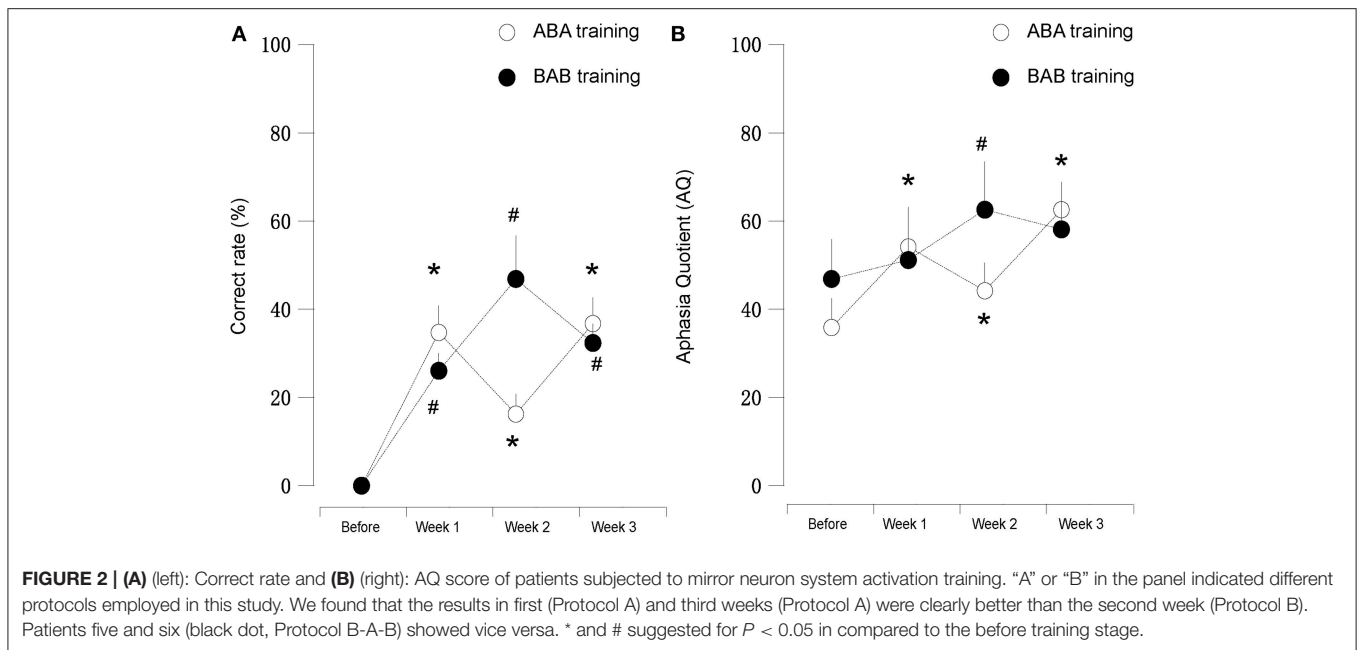 A
100
80
60
40
20
0
Correct rate (%)
ABA training
BAB training
*
#
#
*
*
#
Before
Week 1
Week 2
Week 3
B
100
80
60
40
20
0
Aphasia Quotient (AQ)
ABA training
BAB training
*
#
*
*
Before
Week 1
Week 2
Week 3
FIGURE 2 | (A) (left): Correct rate and (B) (right): AQ score of patients subjected to mirror neuron system activation training. “A” or “B” in the panel indicated different
protocols employed in this study. We found that the results in first (Protocol A) and third weeks (Protocol A) were clearly better than the second week (Protocol B).
Patients five and six (black dot, Protocol B-A-B) showed vice versa. * and # suggested for P < 0.05 in compared to the before training stage.